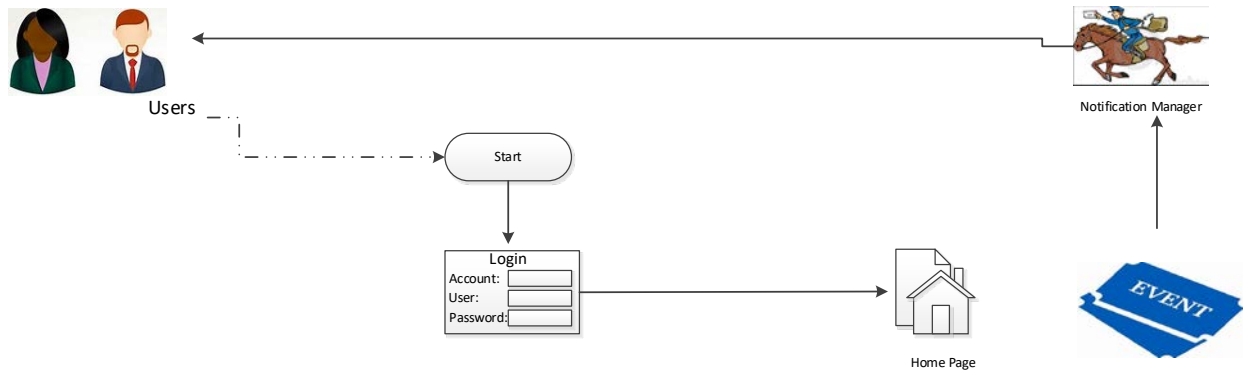 Users
Notification Manager
Start
Login
Account:
User:
Password:
EVENT
Home Page